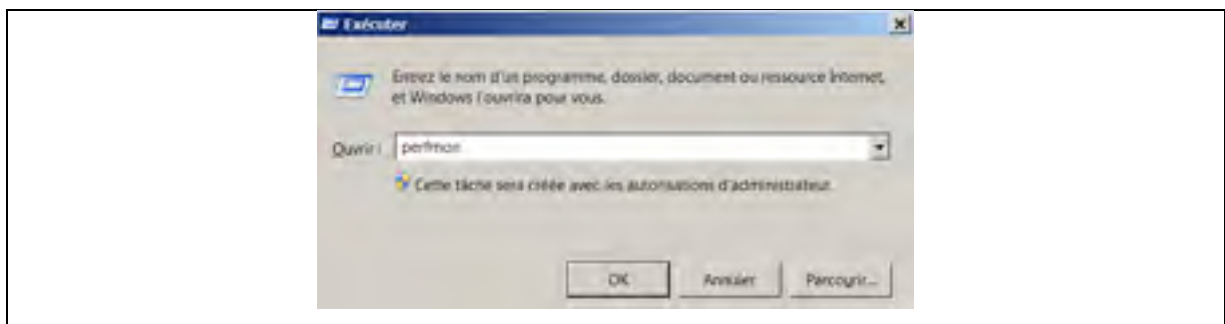 Exécuter
Entrez le nom d'un programme, dossier, document ou ressource Internet,
et Windows l'ouvrira pour vous.
Ouvrir : perfmon
Cette tâche sera créée avec les autorisations d'administrateur.
OK Annuler Parcourir...